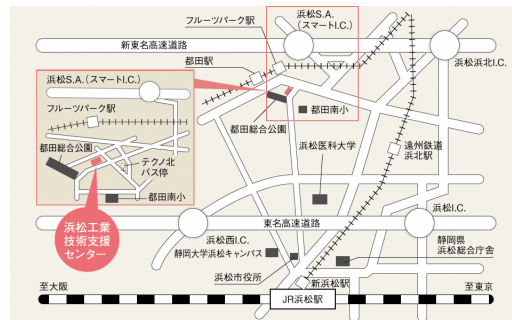 浜松S.A.
(スマートI.C.)
フルーツパーク駅
新東名高速道路
都田駅
浜松浜北I.C.
浜松S.A.(スマートI.C.)
フルーツパーク駅
都田総合公園
テクノ北
バス停
都田南小
都田総合公園
都田南小
浜松医科大学
遠州鉄道
浜北駅
浜松工業
技術支援
センター
東名高速道路
浜松I.C.
浜松西I.C.
静岡大学浜松キャンパス
静岡県
浜松総合庁舎
浜松市役所
新浜松駅
至大阪
JR浜松駅
至東京